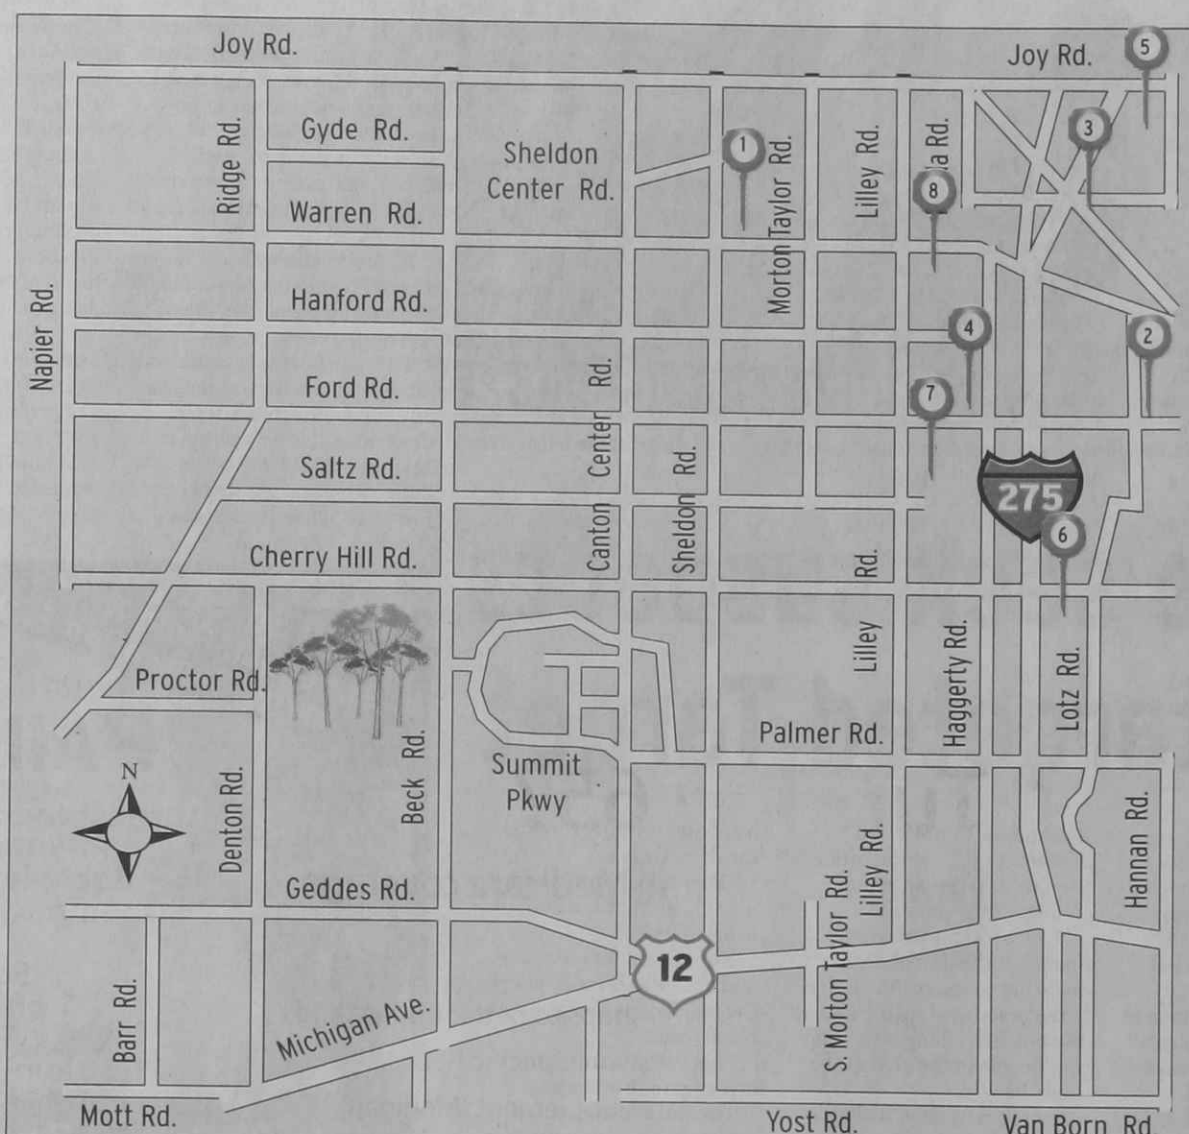 Joy Rd.
Joy Rd.
5
Ridge Rd.
Gyde Rd.
Sheldon
Center Rd.
1
Morton Taylor Rd.
Lilley Rd.
8
3
Warren Rd.
Napier Rd.
Hanford Rd.
4
2
Ford Rd.
Canton Center Rd.
7
Saltz Rd.
Sheldon Rd.
275
6
Cherry Hill Rd.
Lilley Rd.
Haggerty Rd.
Lotz Rd.
Proctor Rd.
Palmer Rd.
Beck Rd.
Summit
Pkwy
N
Denton Rd.
Hannan Rd.
Lilley Rd.
Geddes Rd.
S. Morton Taylor Rd.
12
Barr Rd.
Michigan Ave.
Mott Rd.
Yost Rd.
Van Born Rd.